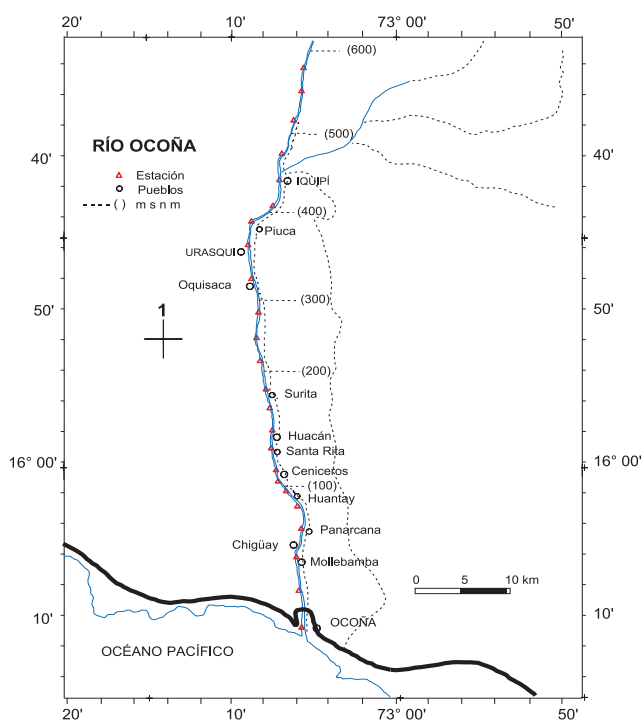 20' 10' 73° 00' 50'
(600)
(500)
40' 40'
RÍO OCOÑA
Estación
Pueblos
( ) m s n m
IQÙIPÍ
(400)
Piuca
URASQUI
Oquisaca
(300)
50' 50'
1
(200)
Surita
Huacán
Santa Rita
16° 00' 16° 00'
Ceniceros
(100)
Huantay
Panarcana
Chigüay
Mollebamba
0 5 10 km
10' 10'
OCOÑA
OCÉANO PACÍFICO
20' 10' 73° 00' 50'